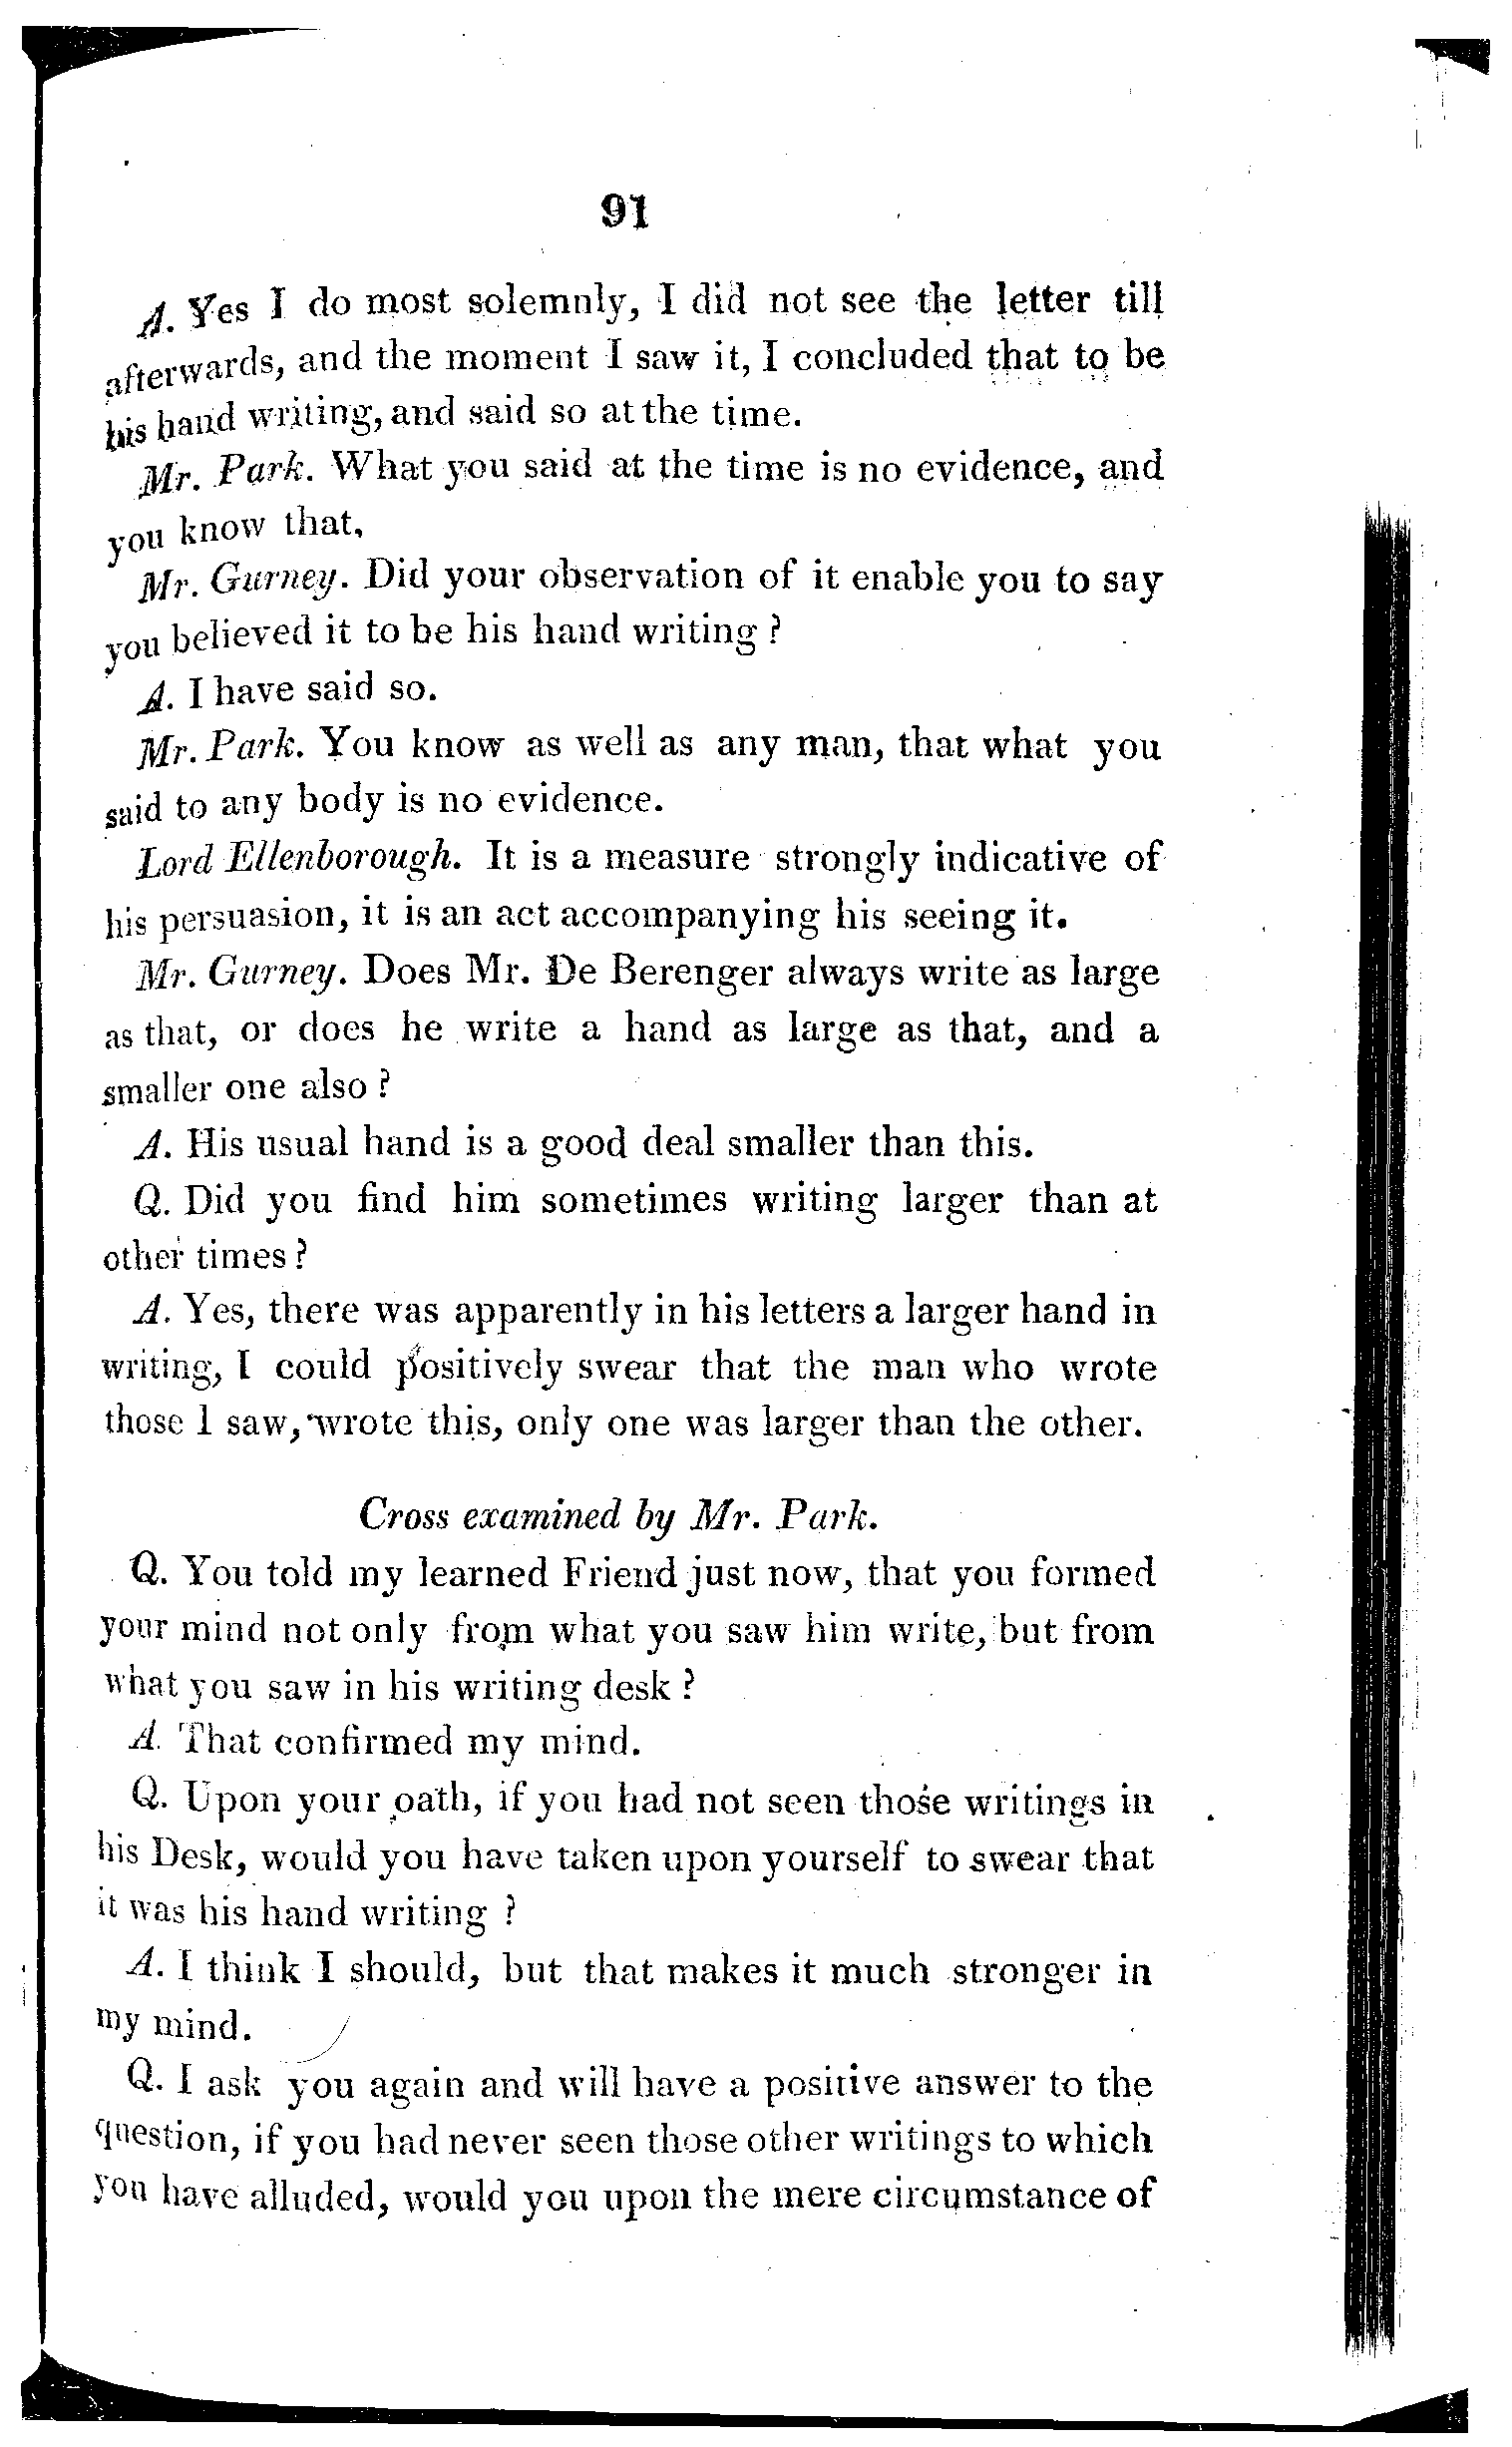 91
A. Yes I do most solemnly, I did not see the letter till
afterwards, and the moment I saw it, I concluded that to be
his hand writing, and said so at the time.
Mr. Park. What you said at the time is no evidence, and
you know that,
Mr. Gurney. Did your observation of it enable you to say
you believed it to be his hand writing ?
A. I have said so.
Mr. Park. You know as well as any man, that what you
said to any body is no evidence.
Lord Ellenborough. It is a measure strongly indicative of
his persuasion, it is an act accompanying his seeing it.
Mr. Gurney. Does Mr. De Berenger always write as large
as that, or does he write a hand as large as that, and a
smaller one also ?
A. His usual hand is a good deal smaller than this.
Q. Did you find him sometimes writing larger than at
other times ?
A. Yes, there was apparently in his letters a larger hand in
writing, I could positively swear that the man who wrote
those I saw, wrote this, only one was larger than the other.
Cross examined by Mr. Park.
Q. You told my learned Friend just now, that you formed
your mind not only from what you saw him write, but from
what you saw in his writing desk ?
A. That confirmed my mind.
Q. Upon your oath, if you had not seen those writings in
his Desk, would you have taken upon yourself to swear that
it was his hand writing ?
A. I think I should, but that makes it much stronger in
my mind.
Q. I ask you again and will have a positive answer to the
question, if you had never seen those other writings to which
you have alluded, would you upon the mere circumstance of